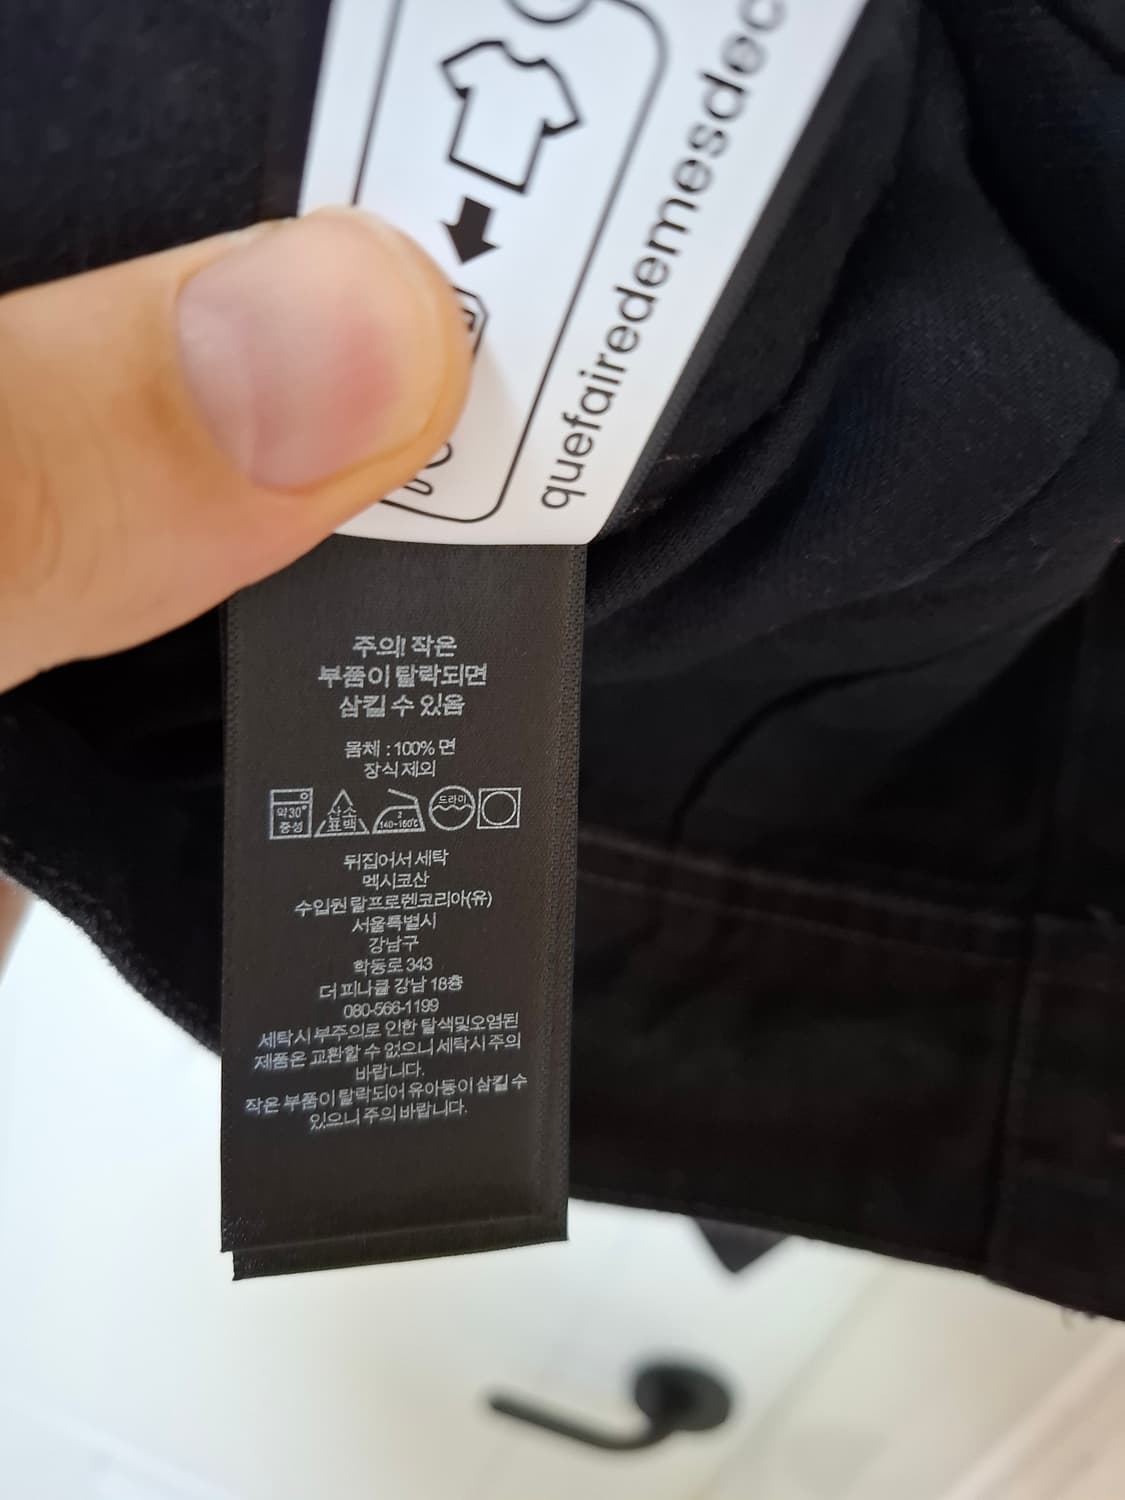 quefairedemesdec
주의! 작은
부품이 탈락되면
삼킬 수 있음
몸체 : 100% 면
장식 제외
약30°
중성
산소
표백
2
140~160℃
드라이
뒤집어서 세탁
멕시코산
수입원 랄프로렌코리아(유)
서울특별시
강남구
학동로 343
더 피나클 강남 18층
080-566-1199
세탁시 부주의로 인한 탈색및오염된
제품은 교환할 수 없으니 세탁시 주의
바랍니다.
작은 부품이 탈락되어 유아등이 삼킬 수
있으니 주의 바랍니다.